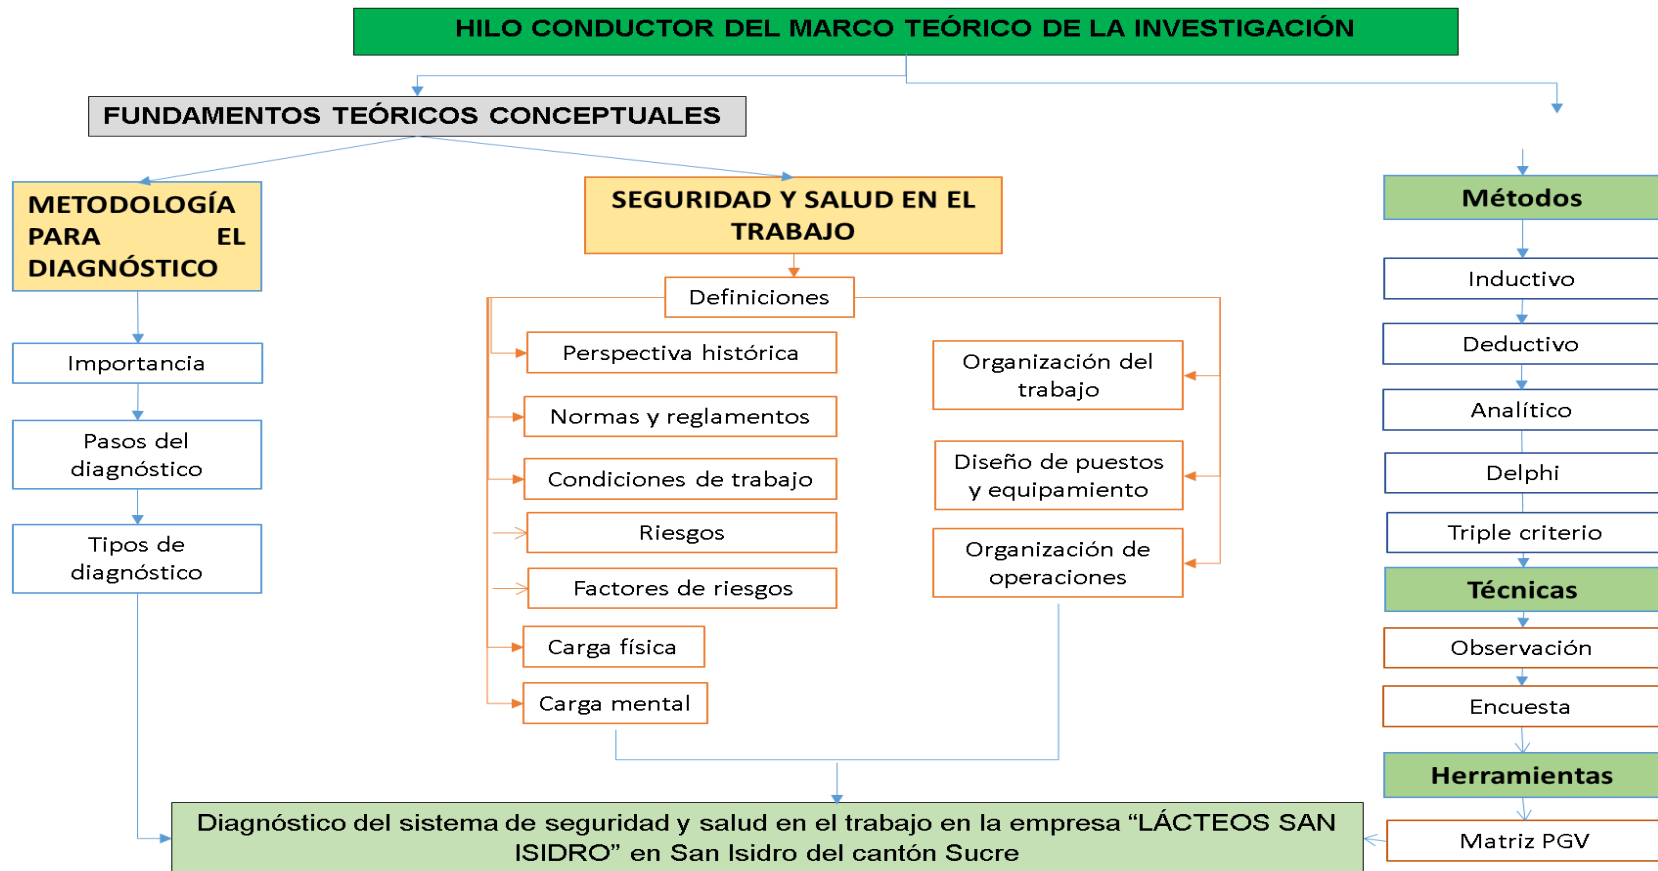 HILO CONDUCTOR DEL MARCO TEÓRICO DE LA INVESTIGACIÓN
FUNDAMENTOS TEÓRICOS CONCEPTUALES
METODOLOGÍA
PARA EL
DIAGNÓSTICO
Importancia
Pasos del
diagnóstico
Tipos de
diagnóstico
SEGURIDAD Y SALUD EN EL
TRABAJO
Definiciones
Perspectiva histórica
Normas y reglamentos
Condiciones de trabajo
Riesgos
Factores de riesgos
Carga física
Carga mental
Organización del
trabajo
Diseño de puestos
y equipamiento
Organización de
operaciones
Métodos
Inductivo
Deductivo
Analítico
Delphi
Triple criterio
Técnicas
Observación
Encuesta
Herramientas
Matriz PGV
Diagnóstico del sistema de seguridad y salud en el trabajo en la empresa “LÁCTEOS SAN
ISIDRO” en San Isidro del cantón Sucre